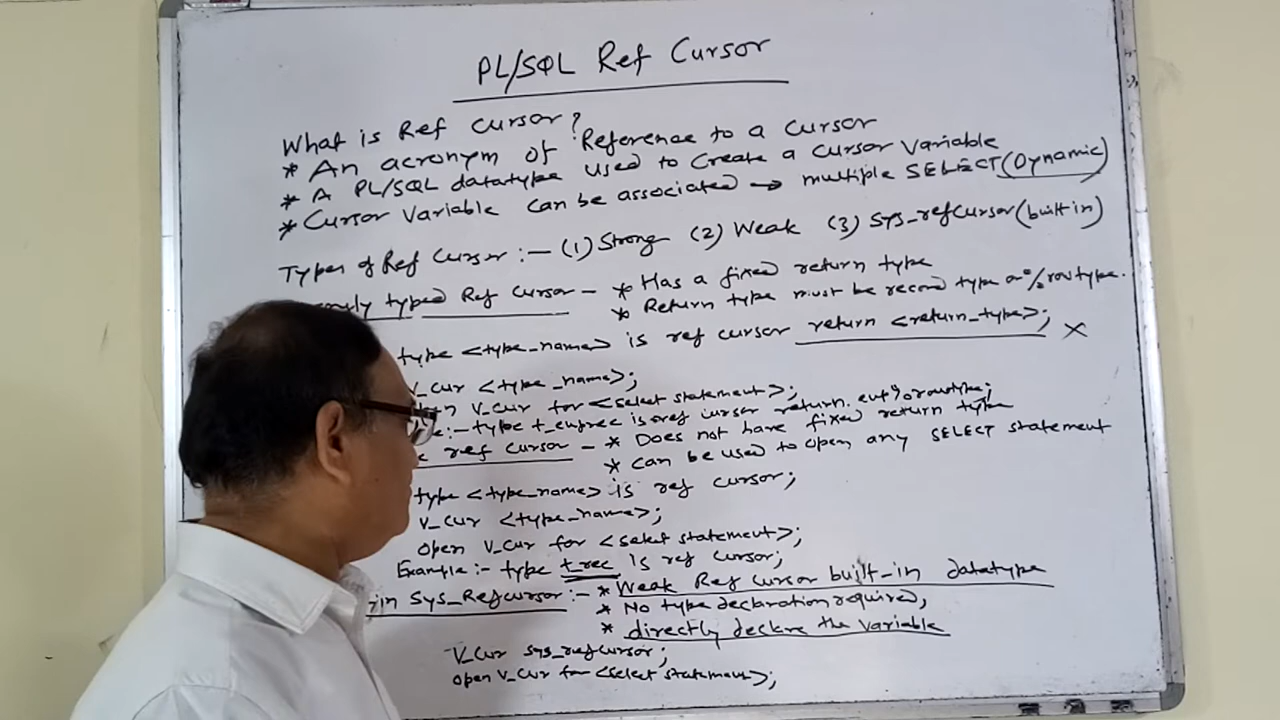 PL/SQL Ref Cursor
What is Ref Cursor?
* An acronym of Reference to a cursor
* A PL/SQL datatype used to Create a cursor Variable
* Cursor Variable can be associated → multiple SELECT (Dynamic)
Types of Ref Cursor :- (1) Strong (2) Weak (3) Sys_refCursor (built in)
typed Ref Cursor - * Has a fixed return type
* Return type must be record type or %rowtype.
type <type_name> is ref cursor return <return_type>; ×
V_cur <type_name>;
V_cur for <select statement>;
:- type t_emprec is ref cursor return %rowtype;
ref cursor - * Does not have fixed return type
* Can be used to open any SELECT statement
type <type_name> is ref cursor;
V_cur <type_name>;
open V_cur for <select statement>;
Example :- type t_rec is ref cursor;
Sys_Refcursor :- * Weak Ref cursor built-in datatype
* No type declaration required,
* directly declare the variable
V_cur sys_refcursor;
open V_cur for <select statement>;